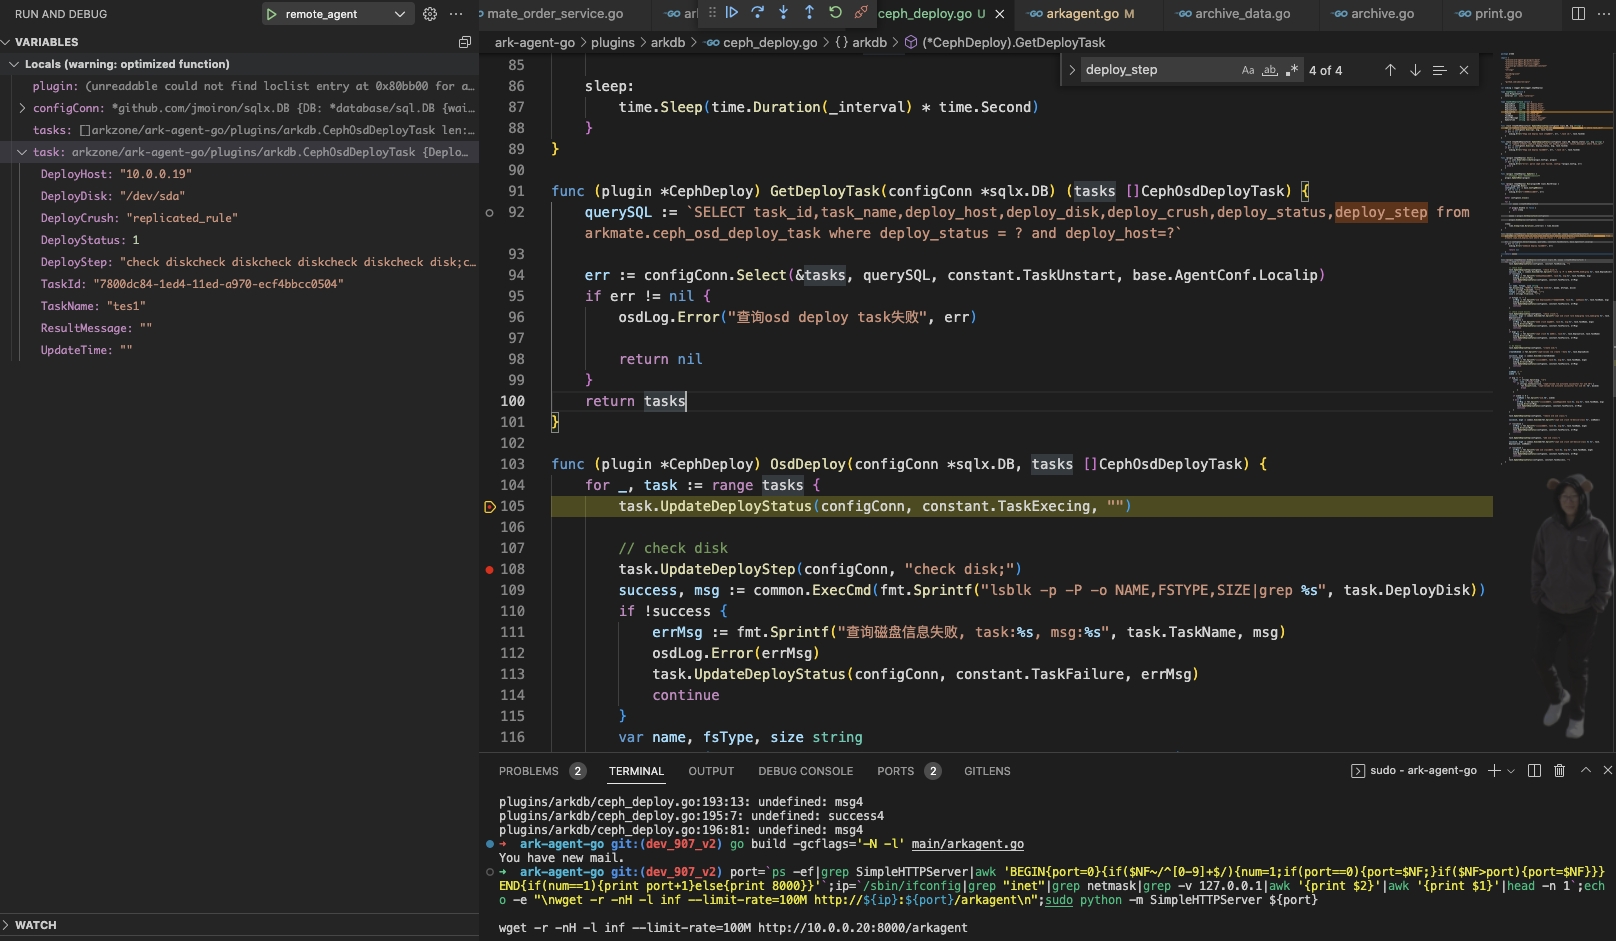 RUN AND DEBUG
remote_agent
VARIABLES
Locals (warning: optimized function)
plugin: (unreadable could not find loclist entry at 0x80bb00 for a…
configConn: *github.com/jmoiron/sqlx.DB {DB: *database/sql.DB {wai…
tasks: []arkzone/ark-agent-go/plugins/arkdb.CephOsdDeployTask len:…
task: arkzone/ark-agent-go/plugins/arkdb.CephOsdDeployTask {Deplo…
DeployHost: "10.0.0.19"
DeployDisk: "/dev/sda"
DeployCrush: "replicated_rule"
DeployStatus: 1
DeployStep: "check diskcheck diskcheck diskcheck diskcheck disk;c…
TaskId: "7800dc84-1ed4-11ed-a970-ecf4bbcc0504"
TaskName: "tes1"
ResultMessage: ""
UpdateTime: ""
WATCH
mate_order_service.go
ceph_deploy.go U
arkagent.go M
archive_data.go
archive.go
print.go
ark-agent-go > plugins > arkdb > ceph_deploy.go > {} arkdb > (*CephDeploy).GetDeployTask
deploy_step Aa ab .* 4 of 4
85
86 sleep:
87 time.Sleep(time.Duration(_interval) * time.Second)
88 }
89 }
90
91 func (plugin *CephDeploy) GetDeployTask(configConn *sqlx.DB) (tasks []CephOsdDeployTask) {
92 querySQL := `SELECT task_id,task_name,deploy_host,deploy_disk,deploy_crush,deploy_status,deploy_step from
arkmate.ceph_osd_deploy_task where deploy_status = ? and deploy_host=?`
93
94 err := configConn.Select(&tasks, querySQL, constant.TaskUnstart, base.AgentConf.Localip)
95 if err != nil {
96 osdLog.Error("查询osd deploy task失败", err)
97
98 return nil
99 }
100 return tasks
101 }
102
103 func (plugin *CephDeploy) OsdDeploy(configConn *sqlx.DB, tasks []CephOsdDeployTask) {
104 for _, task := range tasks {
105 task.UpdateDeployStatus(configConn, constant.TaskExecing, "")
106
107 // check disk
108 task.UpdateDeployStep(configConn, "check disk;")
109 success, msg := common.ExecCmd(fmt.Sprintf("lsblk -p -P -o NAME,FSTYPE,SIZE|grep %s", task.DeployDisk))
110 if !success {
111 errMsg := fmt.Sprintf("查询磁盘信息失败, task:%s, msg:%s", task.TaskName, msg)
112 osdLog.Error(errMsg)
113 task.UpdateDeployStatus(configConn, constant.TaskFailure, errMsg)
114 continue
115 }
116 var name, fsType, size string
PROBLEMS 2 TERMINAL OUTPUT DEBUG CONSOLE PORTS 2 GITLENS
sudo - ark-agent-go
plugins/arkdb/ceph_deploy.go:193:13: undefined: msg4
plugins/arkdb/ceph_deploy.go:195:7: undefined: success4
plugins/arkdb/ceph_deploy.go:196:81: undefined: msg4
➜ ark-agent-go git:(dev_907_v2) go build -gcflags='-N -l' main/arkagent.go
You have new mail.
➜ ark-agent-go git:(dev_907_v2) port=`ps -ef|grep SimpleHTTPServer|awk 'BEGIN{port=0}{if($NF~/^[0-9]+$/){num=1;if(port==0){port=$NF;}if($NF>port){port=$NF}}}
END{if(num==1){print port+1}else{print 8000}}'`;ip=`/sbin/ifconfig|grep "inet"|grep netmask|grep -v 127.0.0.1|awk '{print $2}'|awk '{print $1}'|head -n 1`;ech
o -e "\nwget -r -nH -l inf --limit-rate=100M http://${ip}:${port}/arkagent\n";sudo python -m SimpleHTTPServer ${port}
wget -r -nH -l inf --limit-rate=100M http://10.0.0.20:8000/arkagent